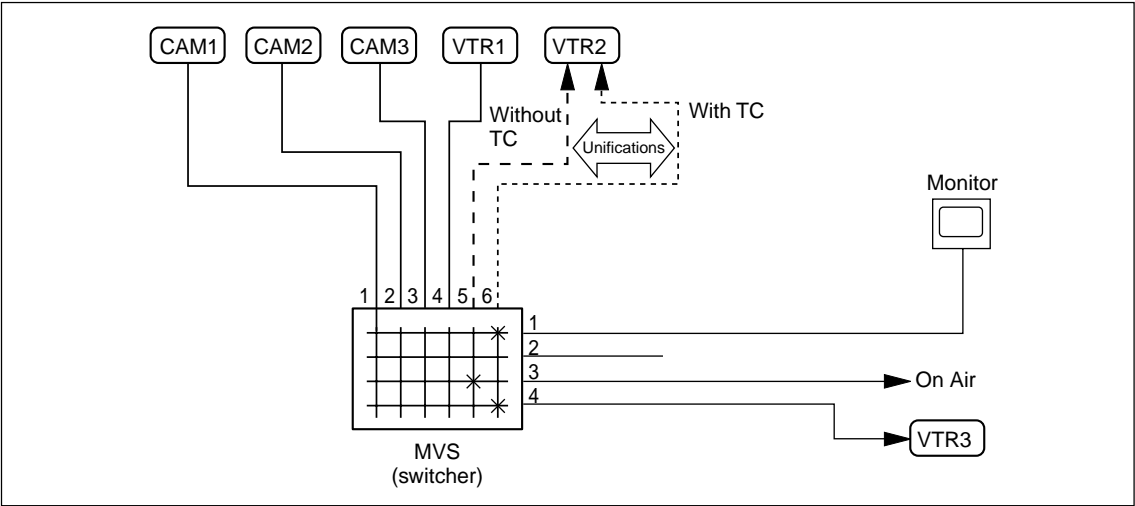 CAM1 CAM2 CAM3 VTR1 VTR2
Without
TC
With TC
Unifications
Monitor
1 2 3 4 5 6
1
2
3
On Air
4
VTR3
MVS
(switcher)